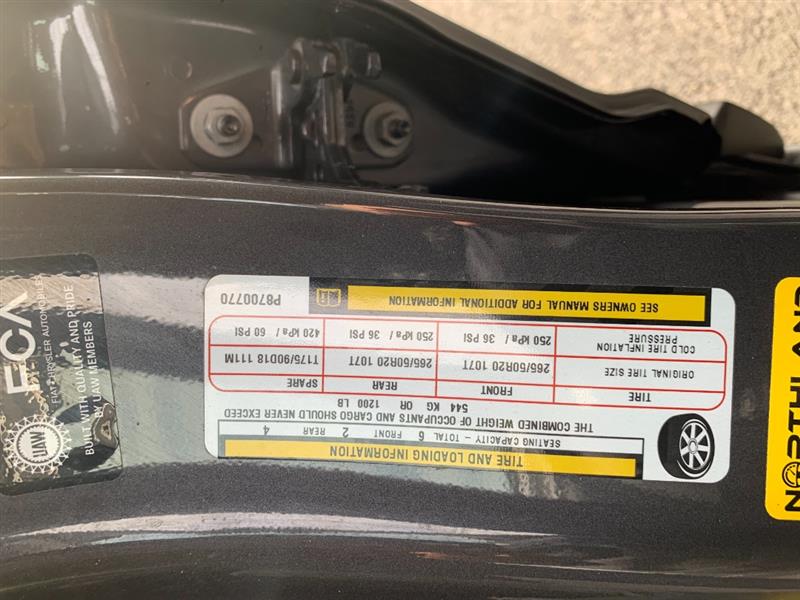 TIRE AND LOADING INFORMATION
SEATING CAPACITY - TOTAL 6 FRONT 2 REAR 4
THE COMBINED WEIGHT OF OCCUPANTS AND CARGO SHOULD NEVER EXCEED
544 KG OR 1200 LB
TIRE FRONT REAR SPARE
ORIGINAL TIRE SIZE 265/50R20 107T 265/50R20 107T T175/90D18 111M
COLD TIRE INFLATION PRESSURE 250 kPa / 36 PSI 250 kPa / 36 PSI 420 kPa / 60 PSI
SEE OWNERS MANUAL FOR ADDITIONAL INFORMATION
P8700770
FCA
FIAT CHRYSLER AUTOMOBILES
BUILT WITH QUALITY AND PRIDE
BY UAW MEMBERS
UAW
NORTHLAND